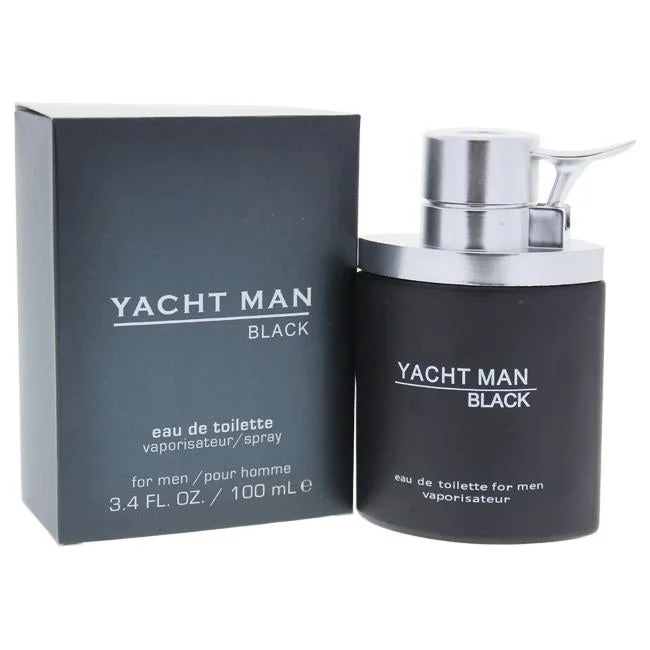 YACHT MAN
BLACK
eau de toilette
vaporisateur/spray
for men / pour homme
3.4 FL. OZ. / 100 mL ℮
YACHT MAN
BLACK
eau de toilette for men
vaporisateur